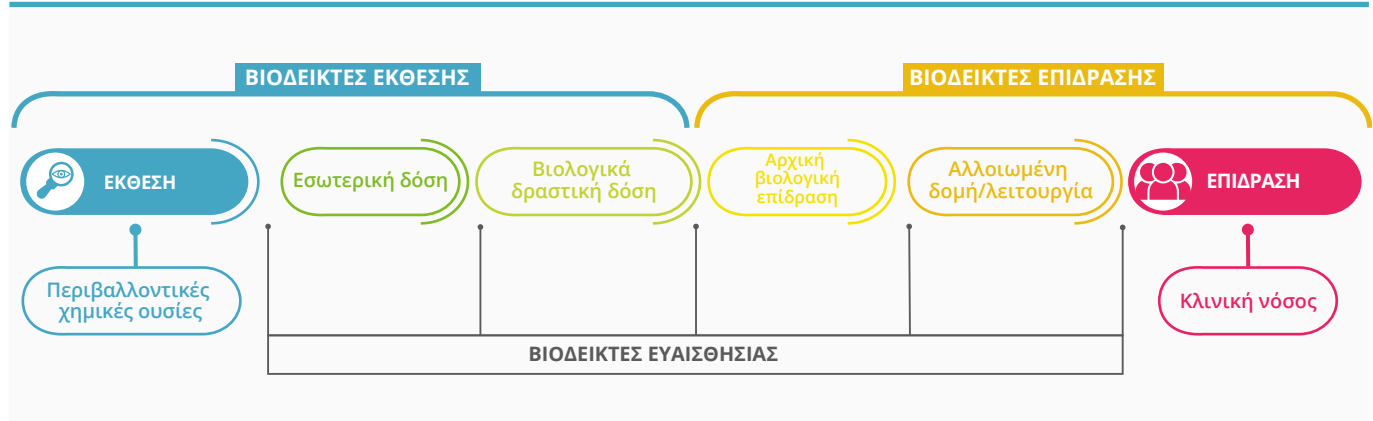 ΒΙΟΔΕΙΚΤΕΣ ΕΚΘΕΣΗΣ
ΒΙΟΔΕΙΚΤΕΣ ΕΠΙΔΡΑΣΗΣ
ΕΚΘΕΣΗ
Εσωτερική δόση
Βιολογικά
δραστική δόση
Αρχική
βιολογική
επίδραση
Αλλοιωμένη
δομή/λειτουργία
ΕΠΙΔΡΑΣΗ
Περιβαλλοντικές
χημικές ουσίες
Κλινική νόσος
ΒΙΟΔΕΙΚΤΕΣ ΕΥΑΙΣΘΗΣΙΑΣ